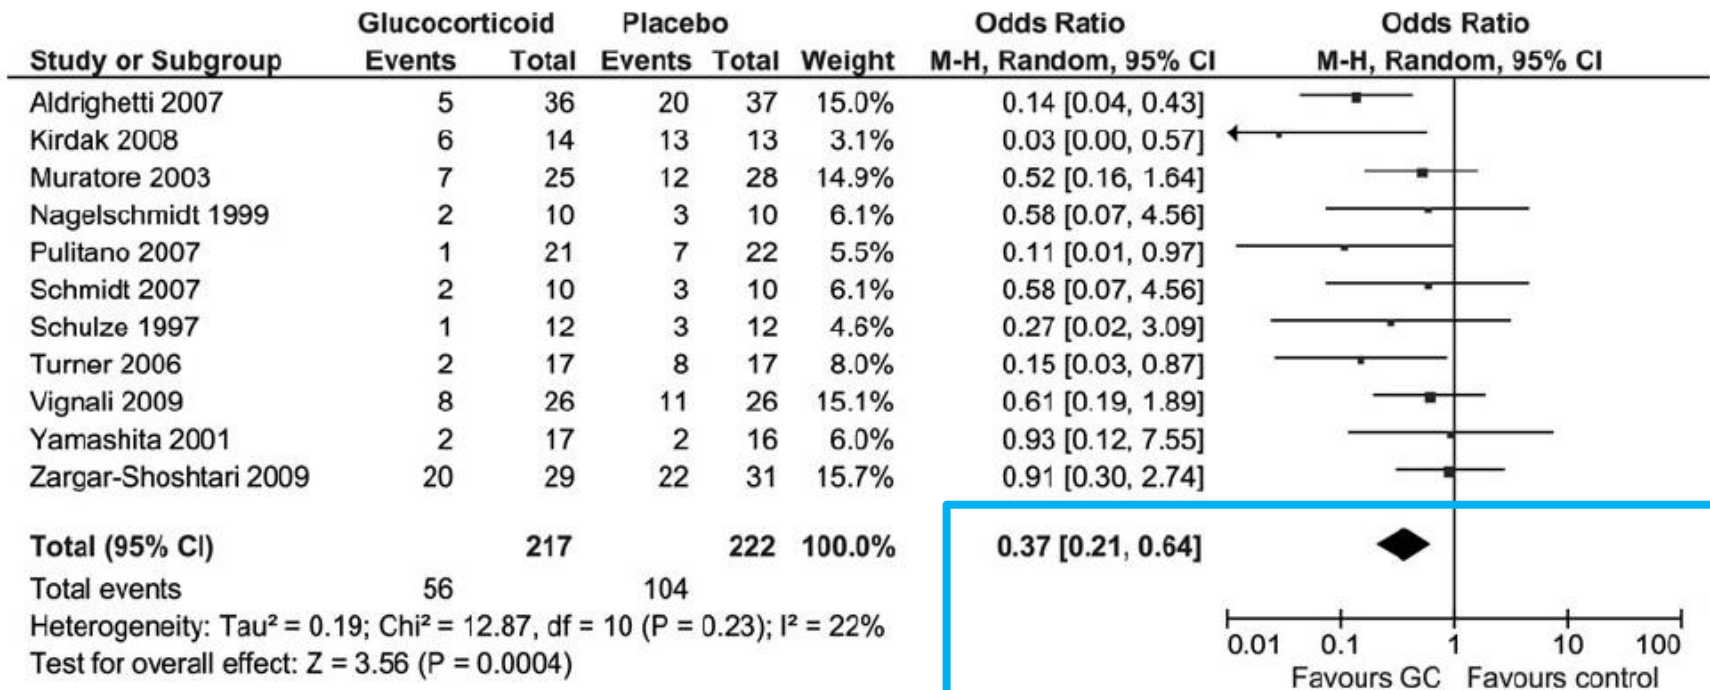 Glucocorticoid Placebo Odds Ratio Odds Ratio
Study or Subgroup Events Total Events Total Weight M-H, Random, 95% CI M-H, Random, 95% CI
Aldrighetti 2007 5 36 20 37 15.0% 0.14 [0.04, 0.43]
Kirdak 2008 6 14 13 13 3.1% 0.03 [0.00, 0.57]
Muratore 2003 7 25 12 28 14.9% 0.52 [0.16, 1.64]
Nagelschmidt 1999 2 10 3 10 6.1% 0.58 [0.07, 4.56]
Pulitano 2007 1 21 7 22 5.5% 0.11 [0.01, 0.97]
Schmidt 2007 2 10 3 10 6.1% 0.58 [0.07, 4.56]
Schulze 1997 1 12 3 12 4.6% 0.27 [0.02, 3.09]
Turner 2006 2 17 8 17 8.0% 0.15 [0.03, 0.87]
Vignali 2009 8 26 11 26 15.1% 0.61 [0.19, 1.89]
Yamashita 2001 2 17 2 16 6.0% 0.93 [0.12, 7.55]
Zargar-Shoshtari 2009 20 29 22 31 15.7% 0.91 [0.30, 2.74]
Total (95% CI) 217 222 100.0% 0.37 [0.21, 0.64]
Total events 56 104
Heterogeneity: Tau² = 0.19; Chi² = 12.87, df = 10 (P = 0.23); I² = 22%
Test for overall effect: Z = 3.56 (P = 0.0004)
0.01 0.1 1 10 100
Favours GC Favours control